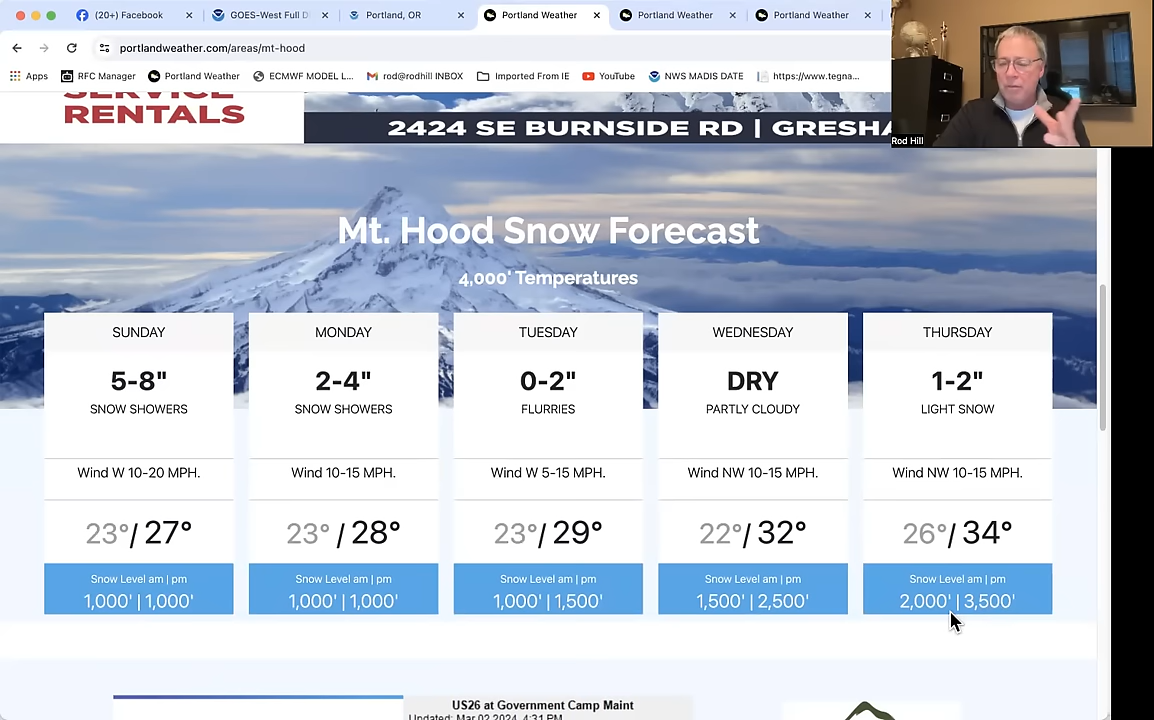 (20+) Facebook
GOES-West Full D
Portland, OR
Portland Weather
Portland Weather
Portland Weather
portlandweather.com/areas/mt-hood
Apps
RFC Manager
Portland Weather
ECMWF MODEL L...
rod@rodhill INBOX
Imported From IE
YouTube
NWS MADIS DATE
https://www.tegna...
Rod Hill
SERVICE
RENTALS
2424 SE BURNSIDE RD | GRESHA
Mt. Hood Snow Forecast
4,000' Temperatures
SUNDAY
5-8"
SNOW SHOWERS
Wind W 10-20 MPH.
23°/ 27°
Snow Level am | pm
1,000' | 1,000'
MONDAY
2-4"
SNOW SHOWERS
Wind 10-15 MPH.
23° / 28°
Snow Level am | pm
1,000' | 1,000'
TUESDAY
0-2"
FLURRIES
Wind W 5-15 MPH.
23°/ 29°
Snow Level am | pm
1,000' | 1,500'
WEDNESDAY
DRY
PARTLY CLOUDY
Wind NW 10-15 MPH.
22°/ 32°
Snow Level am | pm
1,500' | 2,500'
THURSDAY
1-2"
LIGHT SNOW
Wind NW 10-15 MPH.
26°/ 34°
Snow Level am | pm
2,000' | 3,500'
US26 at Government Camp Maint
Updated: Mar 02 2024, 4:31 PM